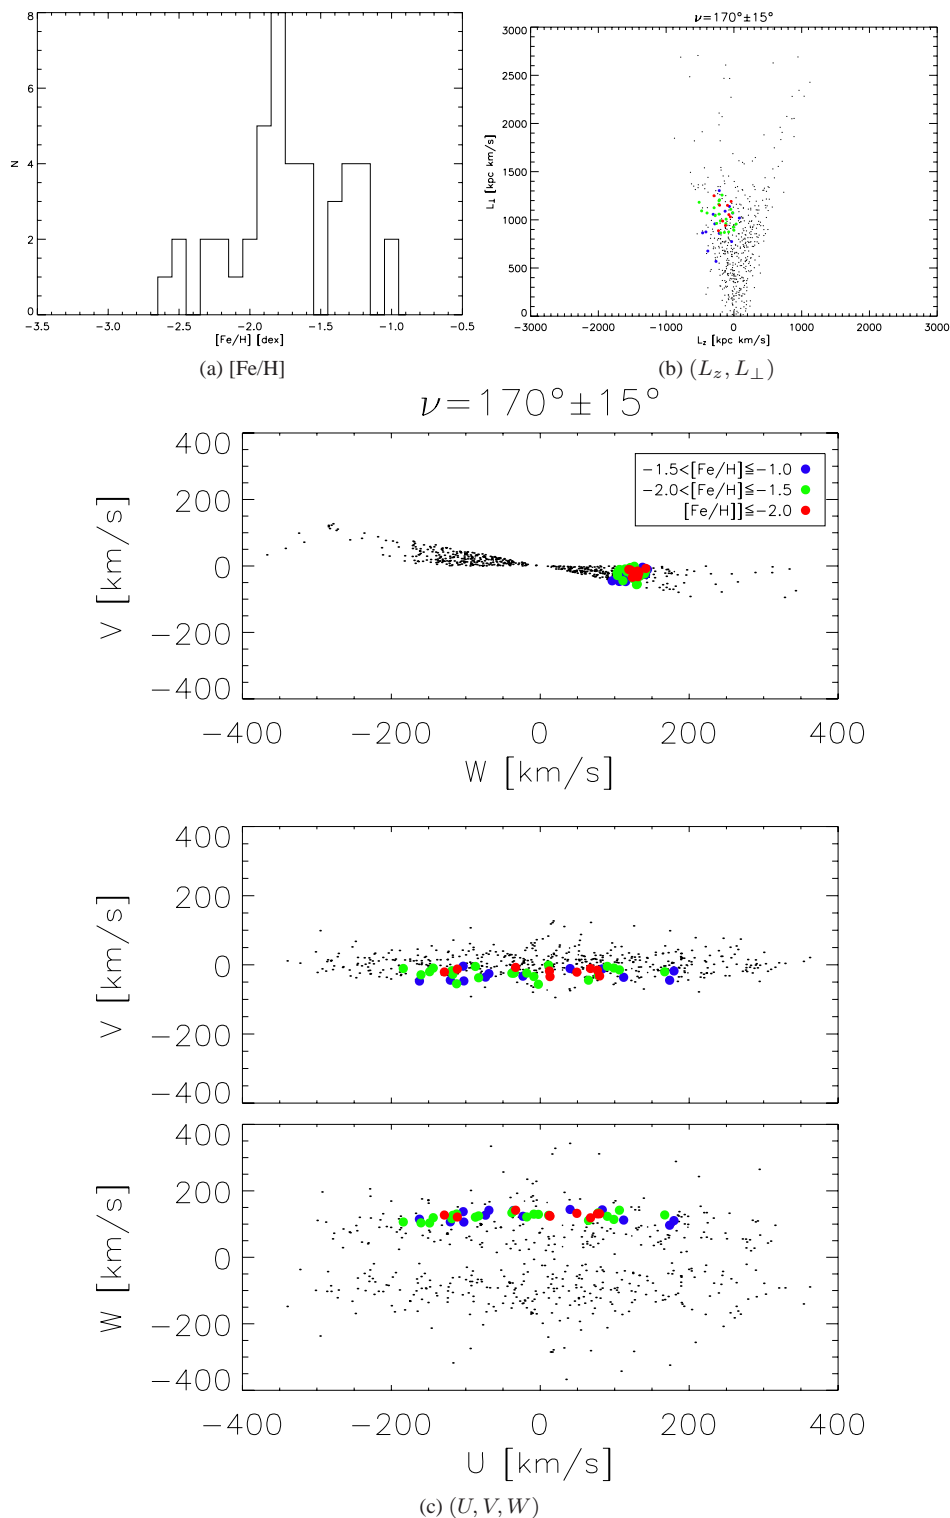 8
6
4
2
0
N
−3.5 −3.0 −2.5 −2.0 −1.5 −1.0 −0.5
[Fe/H] [dex]
(a) [Fe/H]
ν=170°±15°
3000
2500
2000
1500
1000
500
0
L⊥ [kpc km/s]
−3000 −2000 −1000 0 1000 2000 3000
Lz [kpc km/s]
(b) (Lz, L⊥)
ν=170°±15°
400
200
0
−200
−400
V [km/s]
−1.5<[Fe/H]≦−1.0
−2.0<[Fe/H]≦−1.5
[Fe/H]]≦−2.0
−400 −200 0 200 400
W [km/s]
400
200
0
−200
−400
V [km/s]
400
200
0
−200
−400
W [km/s]
−400 −200 0 200 400
U [km/s]
(c) (U, V, W)